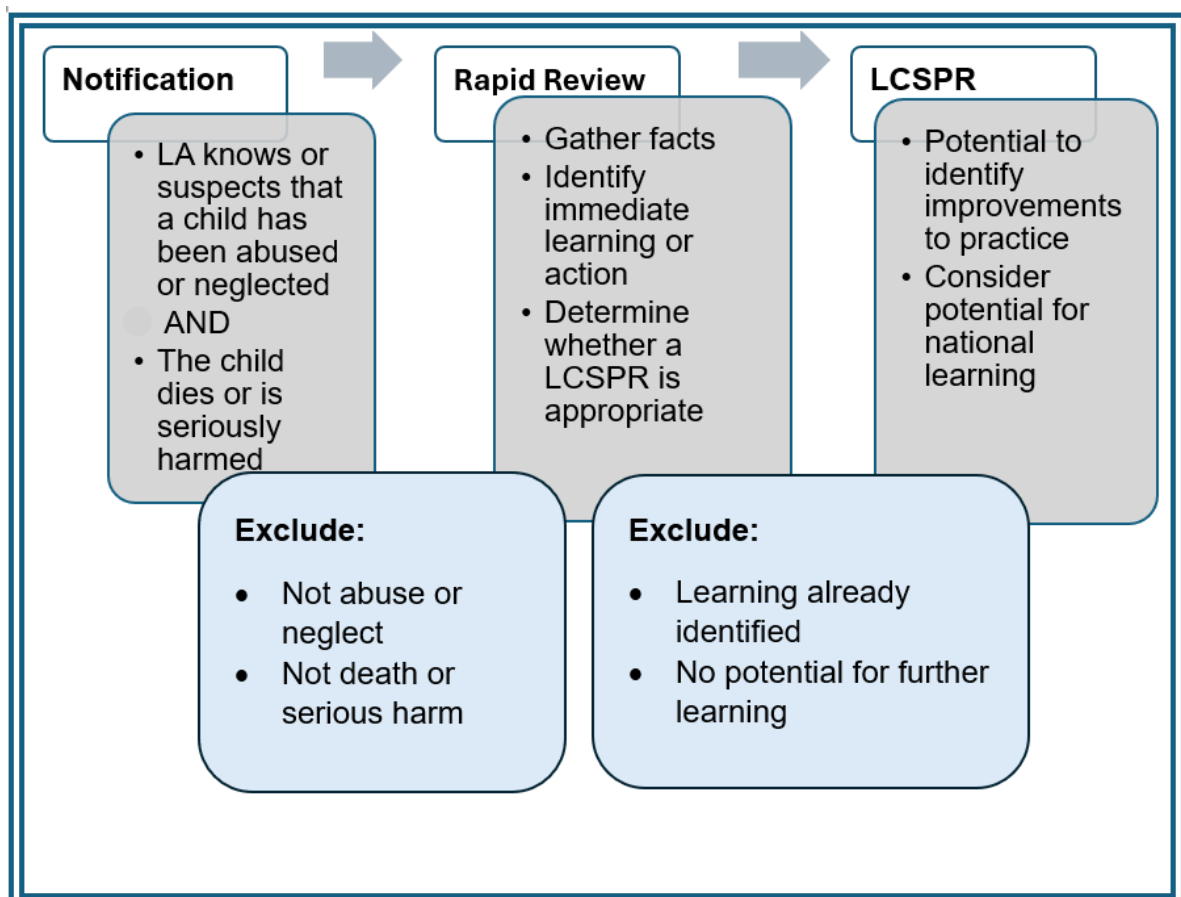 Notification
• LA knows or
suspects that
a child has
been abused
or neglected
AND
• The child
dies or is
seriously
harmed
Rapid Review
• Gather facts
• Identify
immediate
learning or
action
• Determine
whether a
LCSPR is
appropriate
LCSPR
• Potential to
identify
improvements
to practice
• Consider
potential for
national
learning
Exclude:
• Not abuse or
neglect
• Not death or
serious harm
Exclude:
• Learning already
identified
• No potential for further
learning